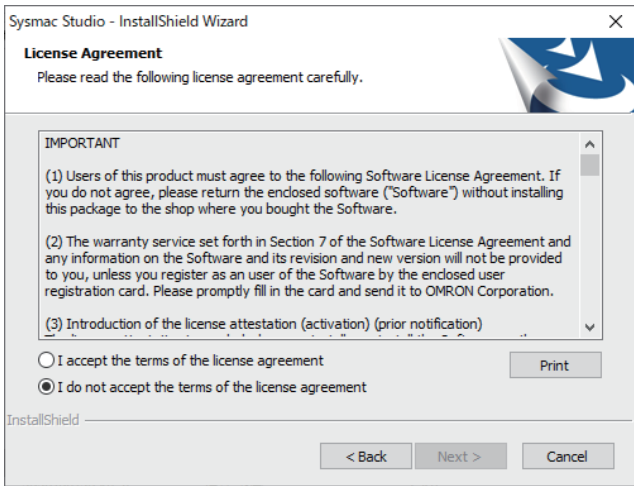 Sysmac Studio - InstallShield Wizard
License Agreement
Please read the following license agreement carefully.
IMPORTANT
(1) Users of this product must agree to the following Software License Agreement. If
you do not agree, please return the enclosed software ("Software") without installing
this package to the shop where you bought the Software.
(2) The warranty service set forth in Section 7 of the Software License Agreement and
any information on the Software and its revision and new version will not be provided
to you, unless you register as an user of the Software by the enclosed user
registration card. Please promptly fill in the card and send it to OMRON Corporation.
(3) Introduction of the license attestation (activation) (prior notification)
I accept the terms of the license agreement
Print
I do not accept the terms of the license agreement
InstallShield
< Back
Next >
Cancel